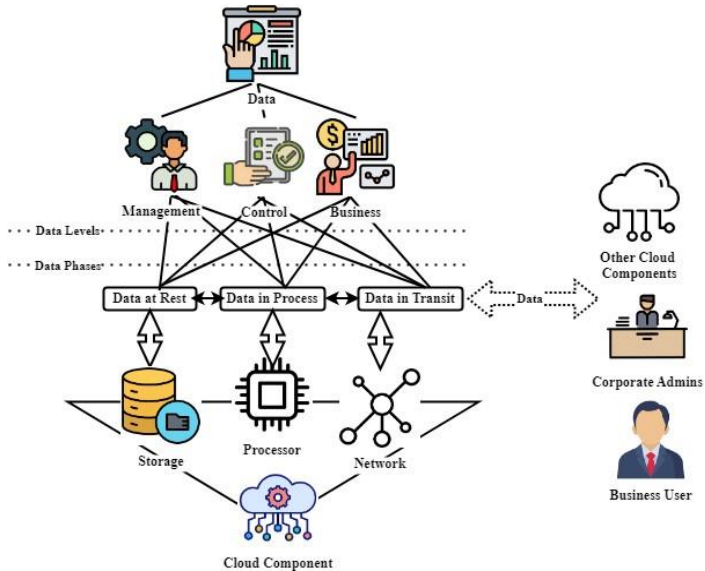 Data
Management
Control
Business
Data Levels
Data Phases
Data at Rest
Data in Process
Data in Transit
Data
Other Cloud
Components
Corporate Admins
Business User
Storage
Processor
Network
Cloud Component